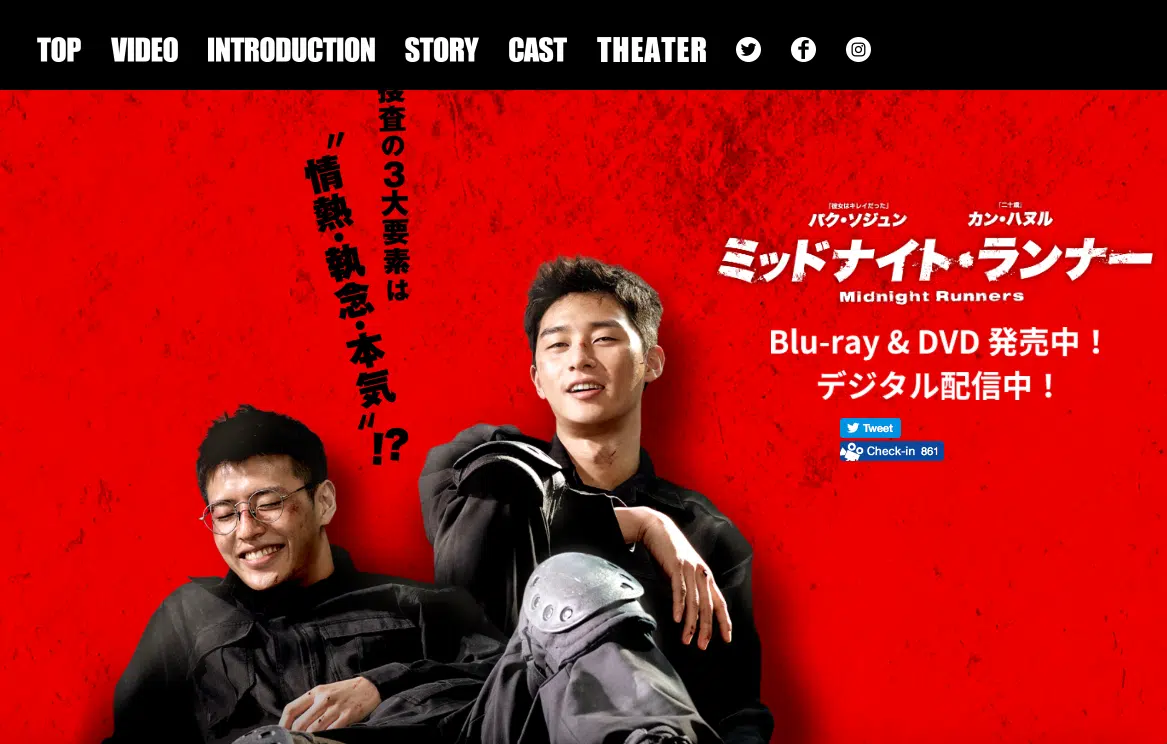 TOP VIDEO INTRODUCTION STORY CAST THEATER
捜査の3大要素は
〝情熱・執念・本気〟!?
『彼女はキレイだった』
パク・ソジュン
『二十歳』
カン・ハヌル
ミッドナイト・ランナー
Midnight Runners
Blu-ray & DVD 発売中！
デジタル配信中！
Tweet
Check-in 861